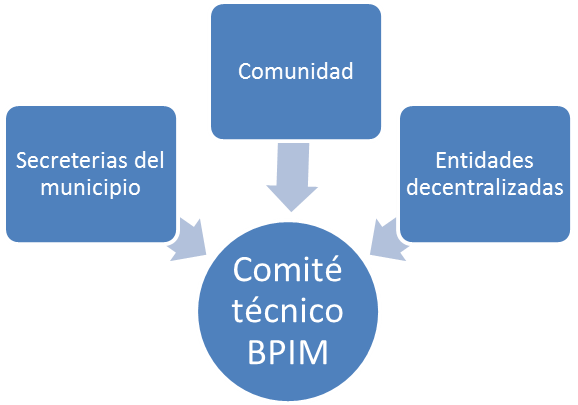 Comunidad
Secreterias del
municipio
Entidades
decentralizadas
Comité
técnico
BPIM